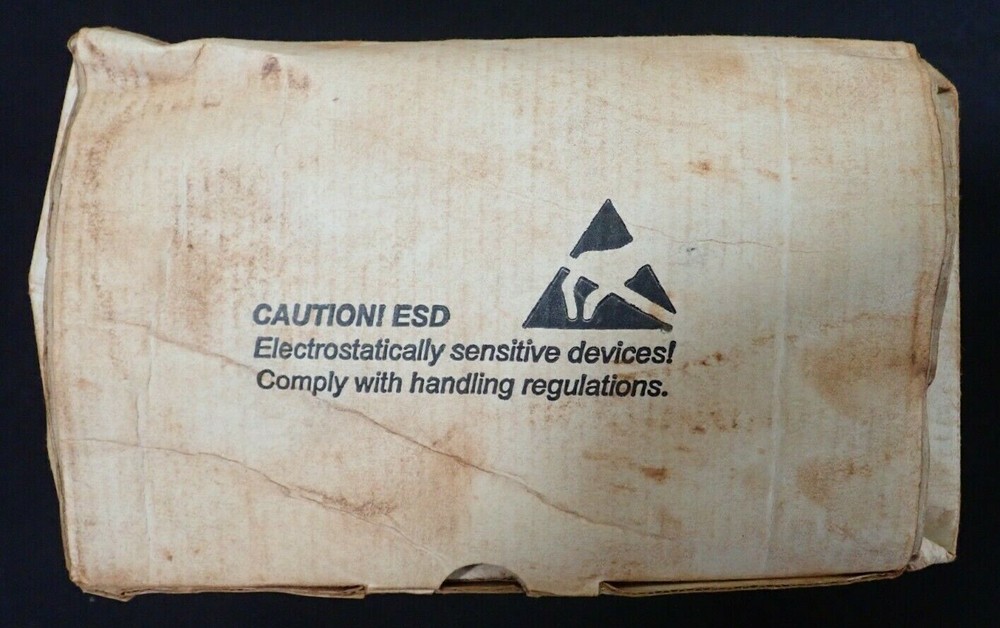 CAUTION! ESD
Electrostatically sensitive devices!
Comply with handling regulations.